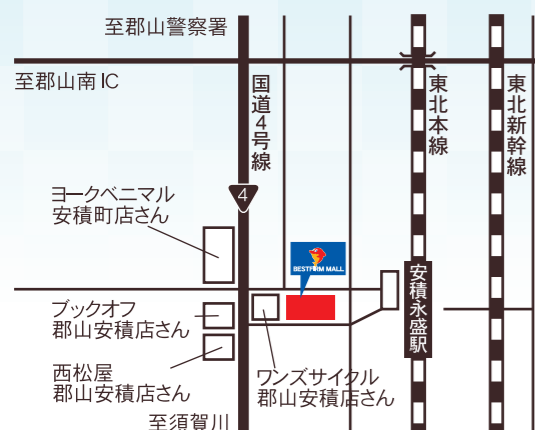 至郡山警察署
至郡山南IC
国道4号線
東北本線
東北新幹線
4
ヨークベニマル
安積町店さん
BESTFIRM MALL
安積永盛駅
ブックオフ
郡山安積店さん
西松屋
郡山安積店さん
ワンズサイクル
郡山安積店さん
至須賀川